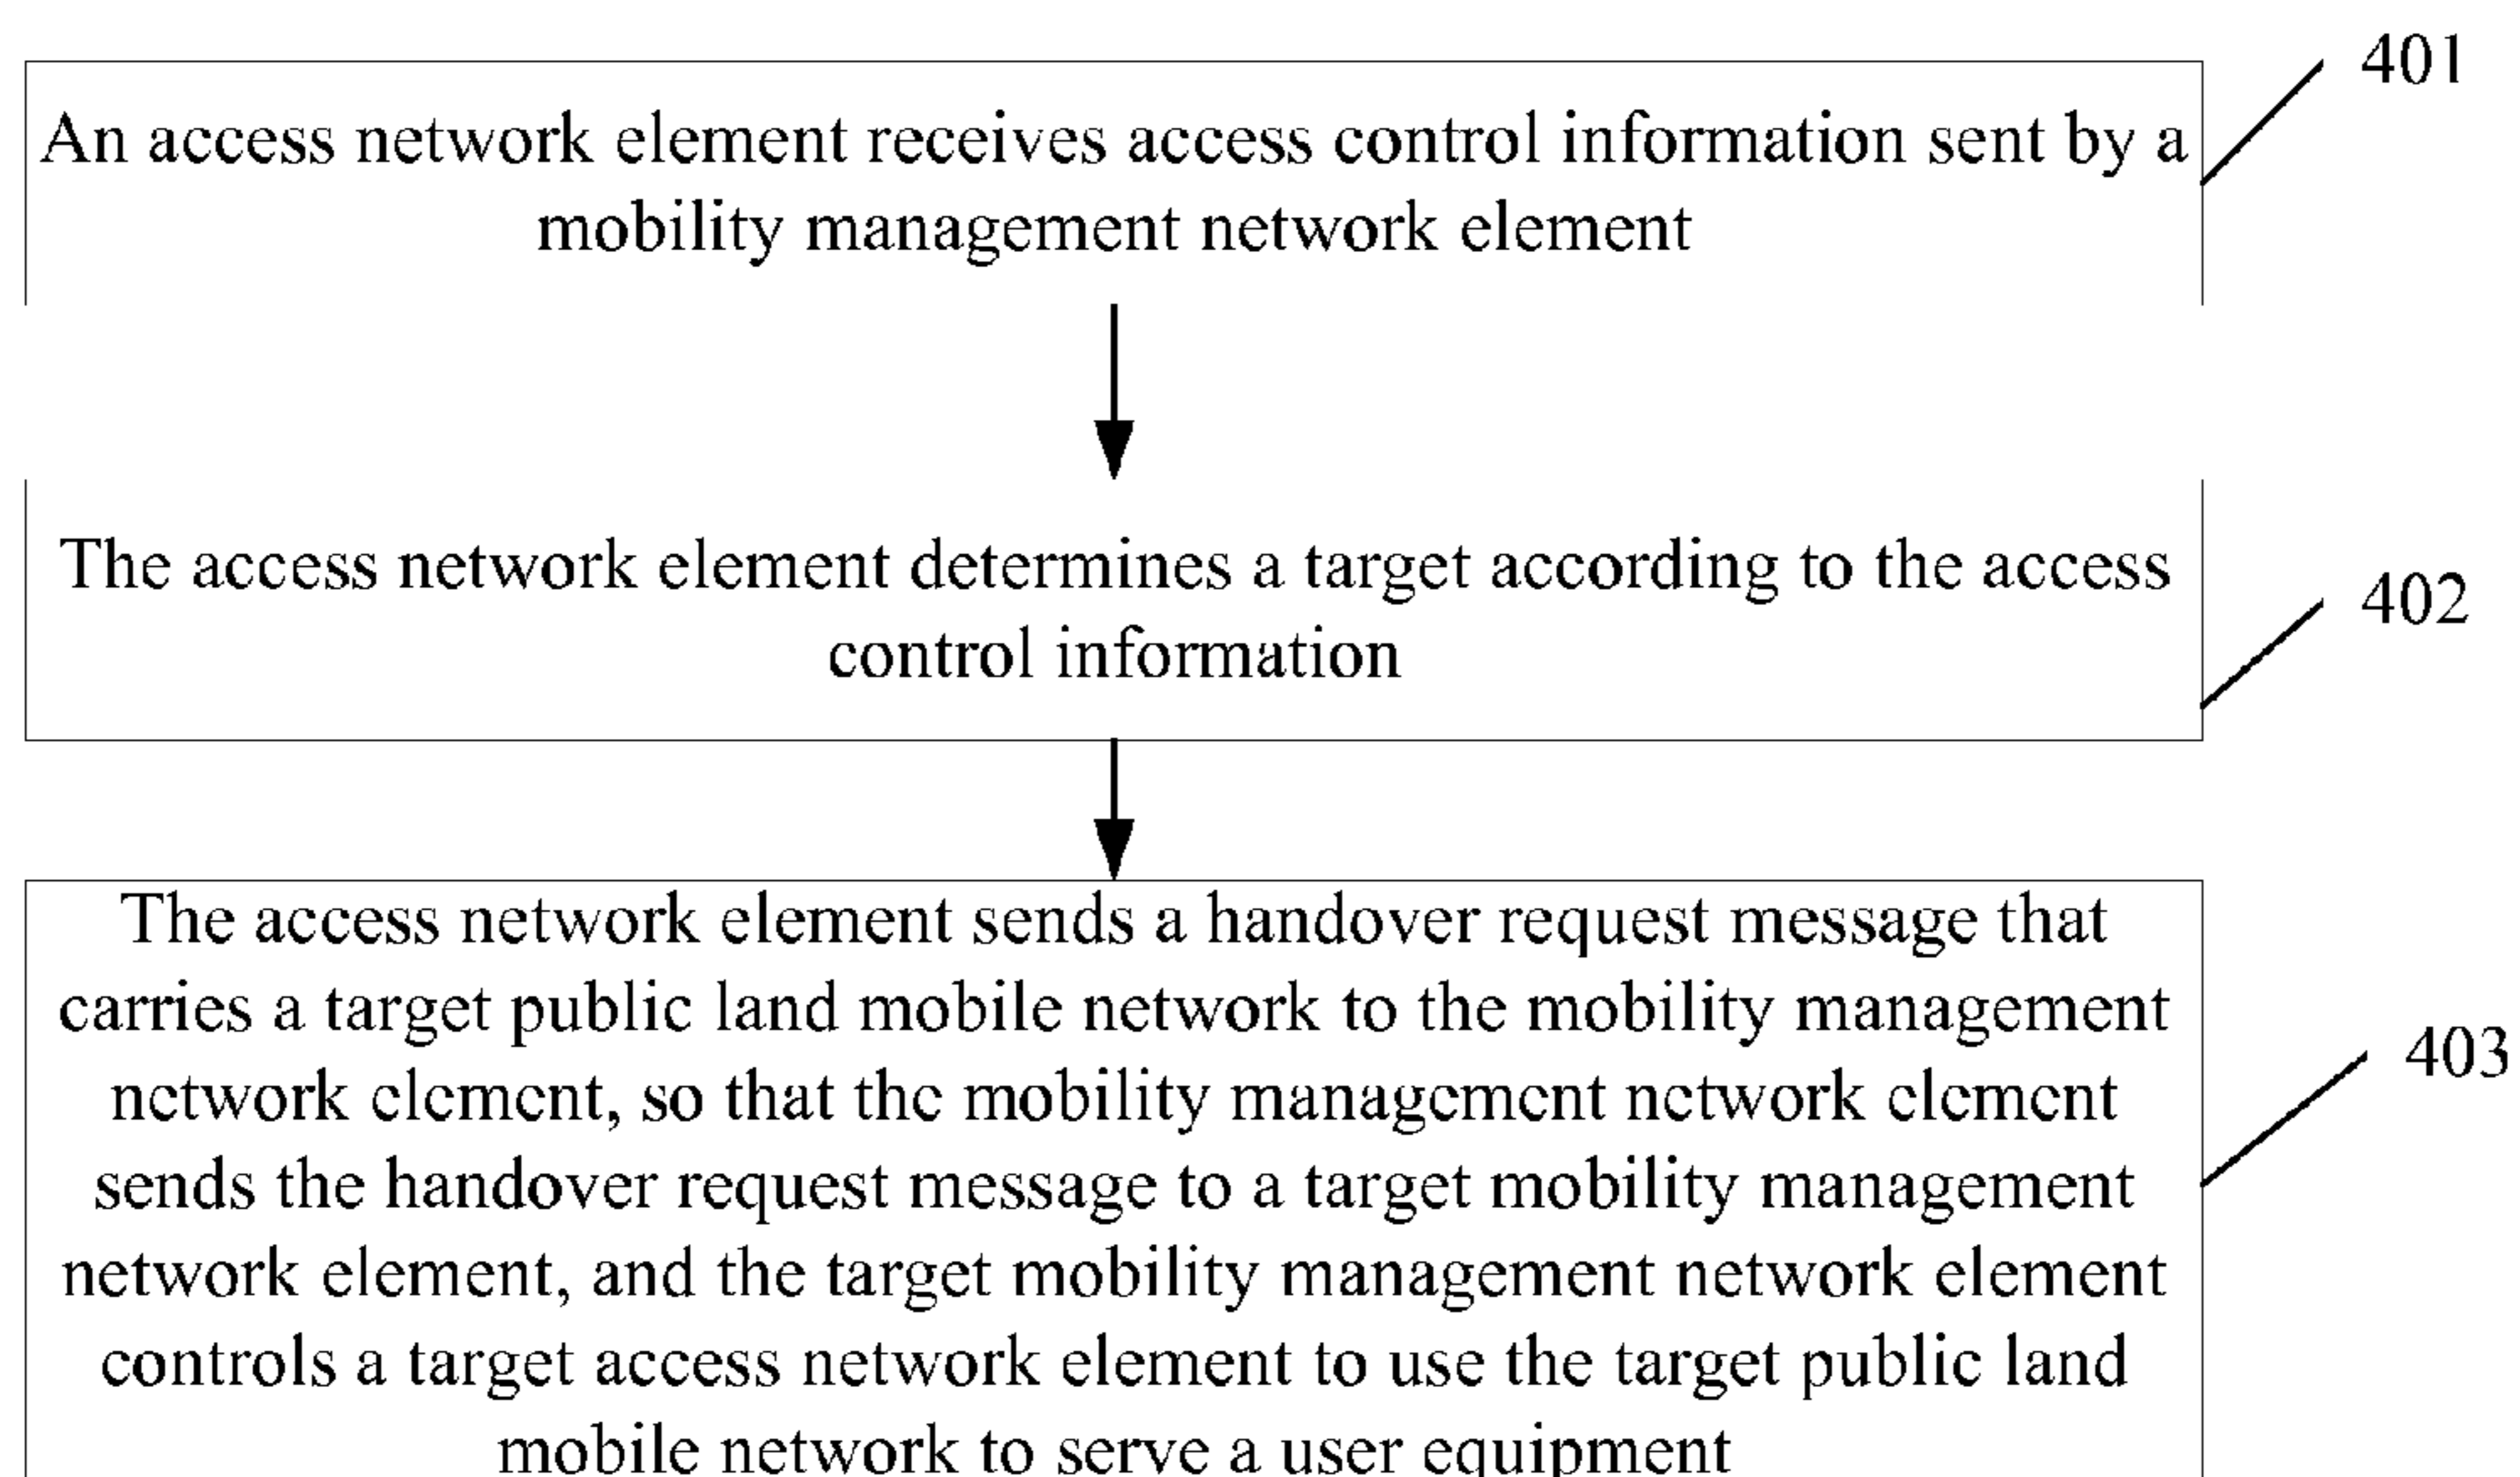 401
An access network element receives access control information sent by a
mobility management network element
The access network element determines a target according to the access
control information
402
The access network element sends a handover request message that
carries a target public land mobile network to the mobility management
network element, so that the mobility management network element
403
sends the handover request message to a target mobility management
network element, and the target mobility management network element
controls a target access network element to use the target public land
mobile network to serve a user equipment